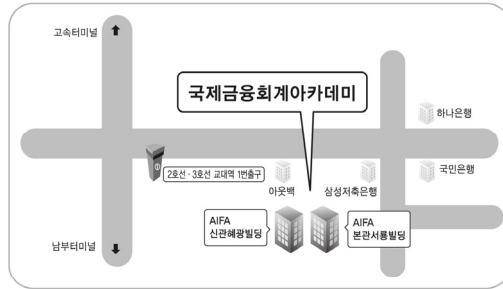 고속터미널
국제금융회계아카데미
하나은행
2호선 · 3호선 교대역 1번출구
아웃백
삼성저축은행
국민은행
AIFA
신관혜광빌딩
AIFA
본관서룡빌딩
남부터미널